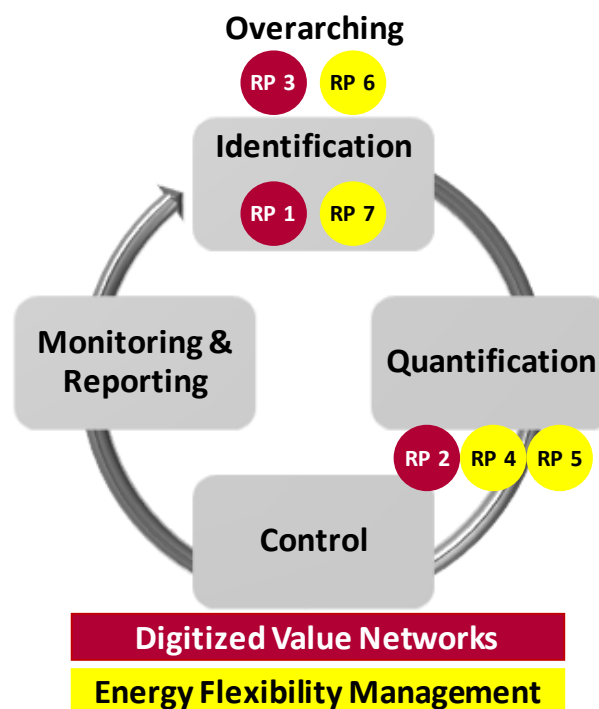 Overarching
RP 3 RP 6
Identification
RP 1 RP 7
Monitoring &
Reporting
Quantification
RP 2 RP 4 RP 5
Control
Digitized Value Networks
Energy Flexibility Management